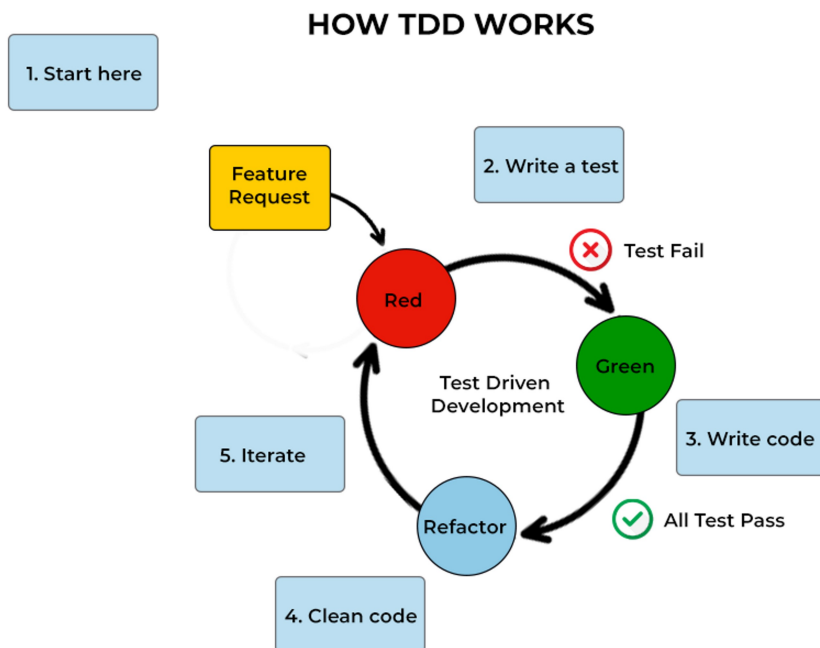 HOW TDD WORKS
1. Start here
Feature
Request
2. Write a test
Test Fail
Red
Green
Test Driven
Development
3. Write code
5. Iterate
All Test Pass
Refactor
4. Clean code